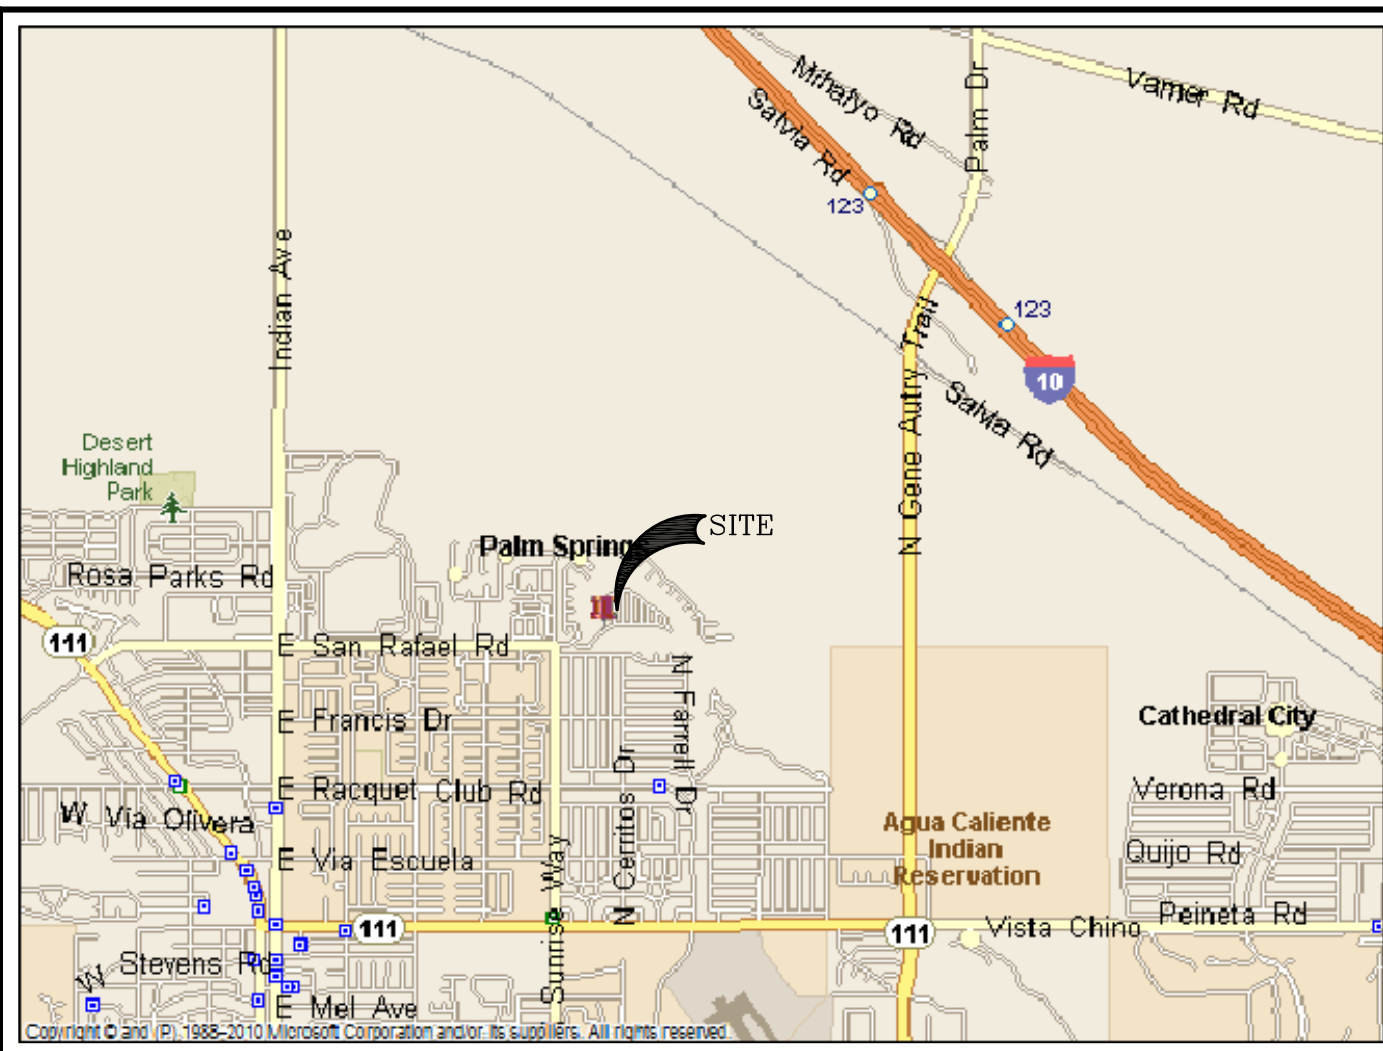 Mihalyo Rd
Palm Dr
Varner Rd
Salvia Rd
123
Indian Ave
123
10
N Gene Autry Trail
Salvia Rd
Desert
Highland
Park
SITE
Palm Springs
Rosa Parks Rd
111
E San Rafael Rd
N Farrell Dr
E Francis Dr
Cathedral City
E Racquet Club Rd
Verona Rd
W Via Olivera
N Cerritos Dr
Agua Caliente
Indian
Reservation
E Via Escuela
Quijo Rd
Sunrise Way
111
111
Vista Chino
Peineta Rd
W Stevens Rd
E Mel Ave
Copyright © and (P) 1988-2010 Microsoft Corporation and/or its suppliers. All rights reserved.